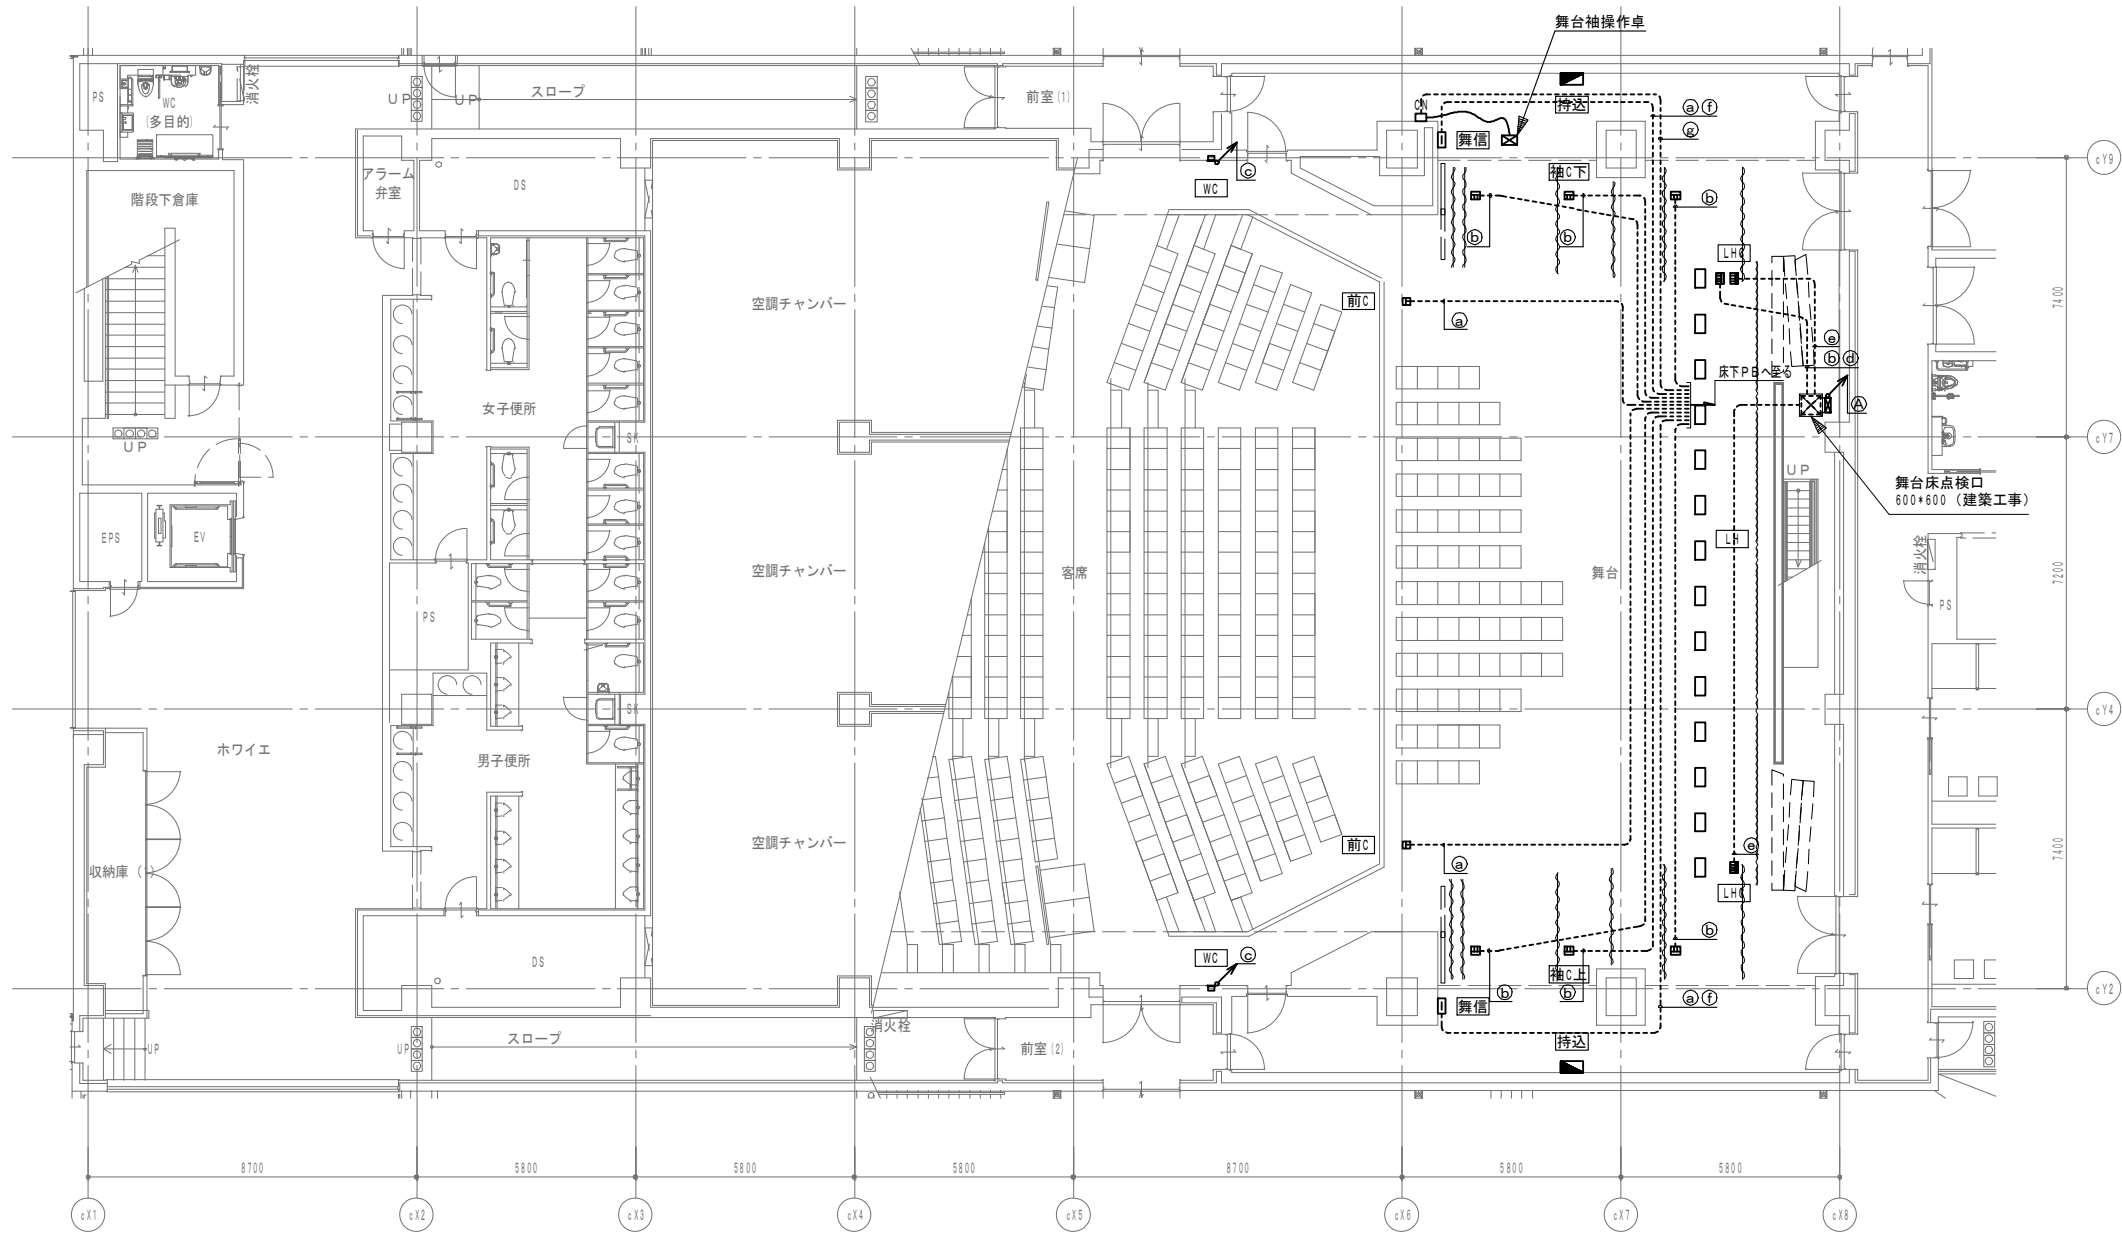 舞台袖操作卓
PS
WC
(多目的)
消火栓
UP
UP
スロープ
前室(1)
CN
持込
ⓐⓕ
ⓖ
舞信
cY9
階段下倉庫
アラーム
弁室
DS
ⓒ
WC
袖C下
ⓑ
ⓑ
ⓑ
LHC
空調チャンバー
前C
ⓐ
7400
ⓔ
ⓑⓓ
床下PBへ至る
Ⓐ
女子便所
SK
UP
cY7
UP
舞台床点検口
600*600(建築工事)
EPS
EV
LH
消火栓
空調チャンバー
客席
舞台
7200
PS
PS
SK
cY4
ホワイエ
男子便所
空調チャンバー
前C
ⓐ
ⓔ
7400
収納庫
LHC
ⓑ
DS
WC
ⓒ
袖C上
ⓑ
ⓑ
cY2
舞信
ⓐⓕ
消火栓
スロープ
UP
UP
前室(2)
持込
8700
5800
5800
5800
8700
5800
5800
cX1
cX2
cX3
cX4
cX5
cX6
cX7
cX8